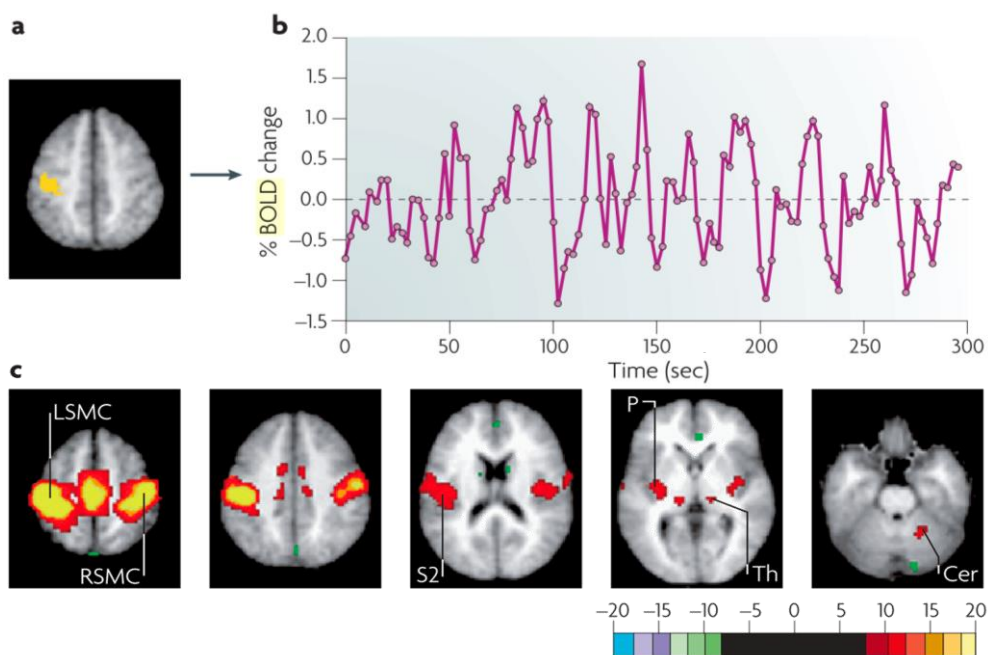 a
b
% BOLD change
2.0
1.5
1.0
0.5
0.0
–0.5
–1.0
–1.5
0 50 100 150 200 250 300
Time (sec)
c
LSMC
RSMC
S2
P
Th
Cer
–20 –15 –10 –5 0 5 10 15 20